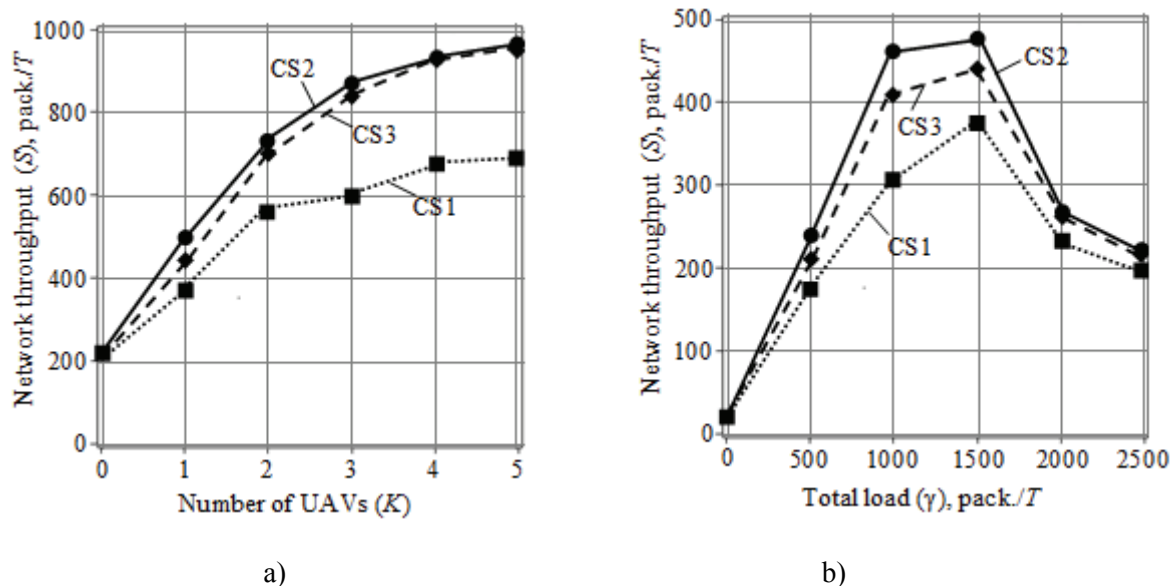 Network throughput (S), pack./T
1000
800
600
400
200
0
CS2
CS3
CS1
0 1 2 3 4 5
Number of UAVs (K)
a)
Network throughput (S), pack./T
500
400
300
200
100
0
CS2
CS3
CS1
0 500 1000 1500 2000 2500
Total load (γ), pack./T
b)